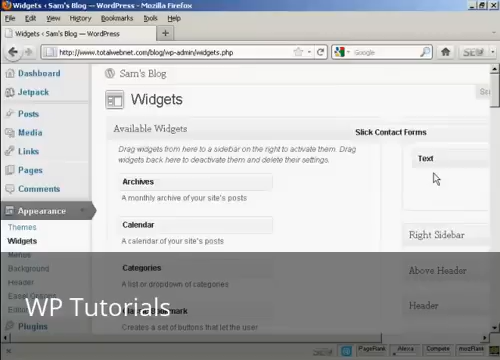 Widgets ‹ Sam's Blog — WordPress - Mozilla Firefox
File Edit View History Bookmarks Tools Help
Widgets ‹ Sam's Blog — WordPress
http://www.totalwebnet.com/blog/wp-admin/widgets.php
Google
Sam's Blog
Widgets
Dashboard
Jetpack
Posts
Media
Links
Pages
Comments
Appearance
Themes
Widgets
Menus
Background
Header
Plugins
Available Widgets
Drag widgets from here to a sidebar on the right to activate them. Drag
widgets back here to deactivate them and delete their settings.
Archives
A monthly archive of your site's posts
Calendar
A calendar of your site's posts
Categories
A list or dropdown of categories
Creates a set of buttons that let the user
Slick Contact Forms
Text
Right Sidebar
Above Header
Header
WP Tutorials
PageRank
Alexa
Compete